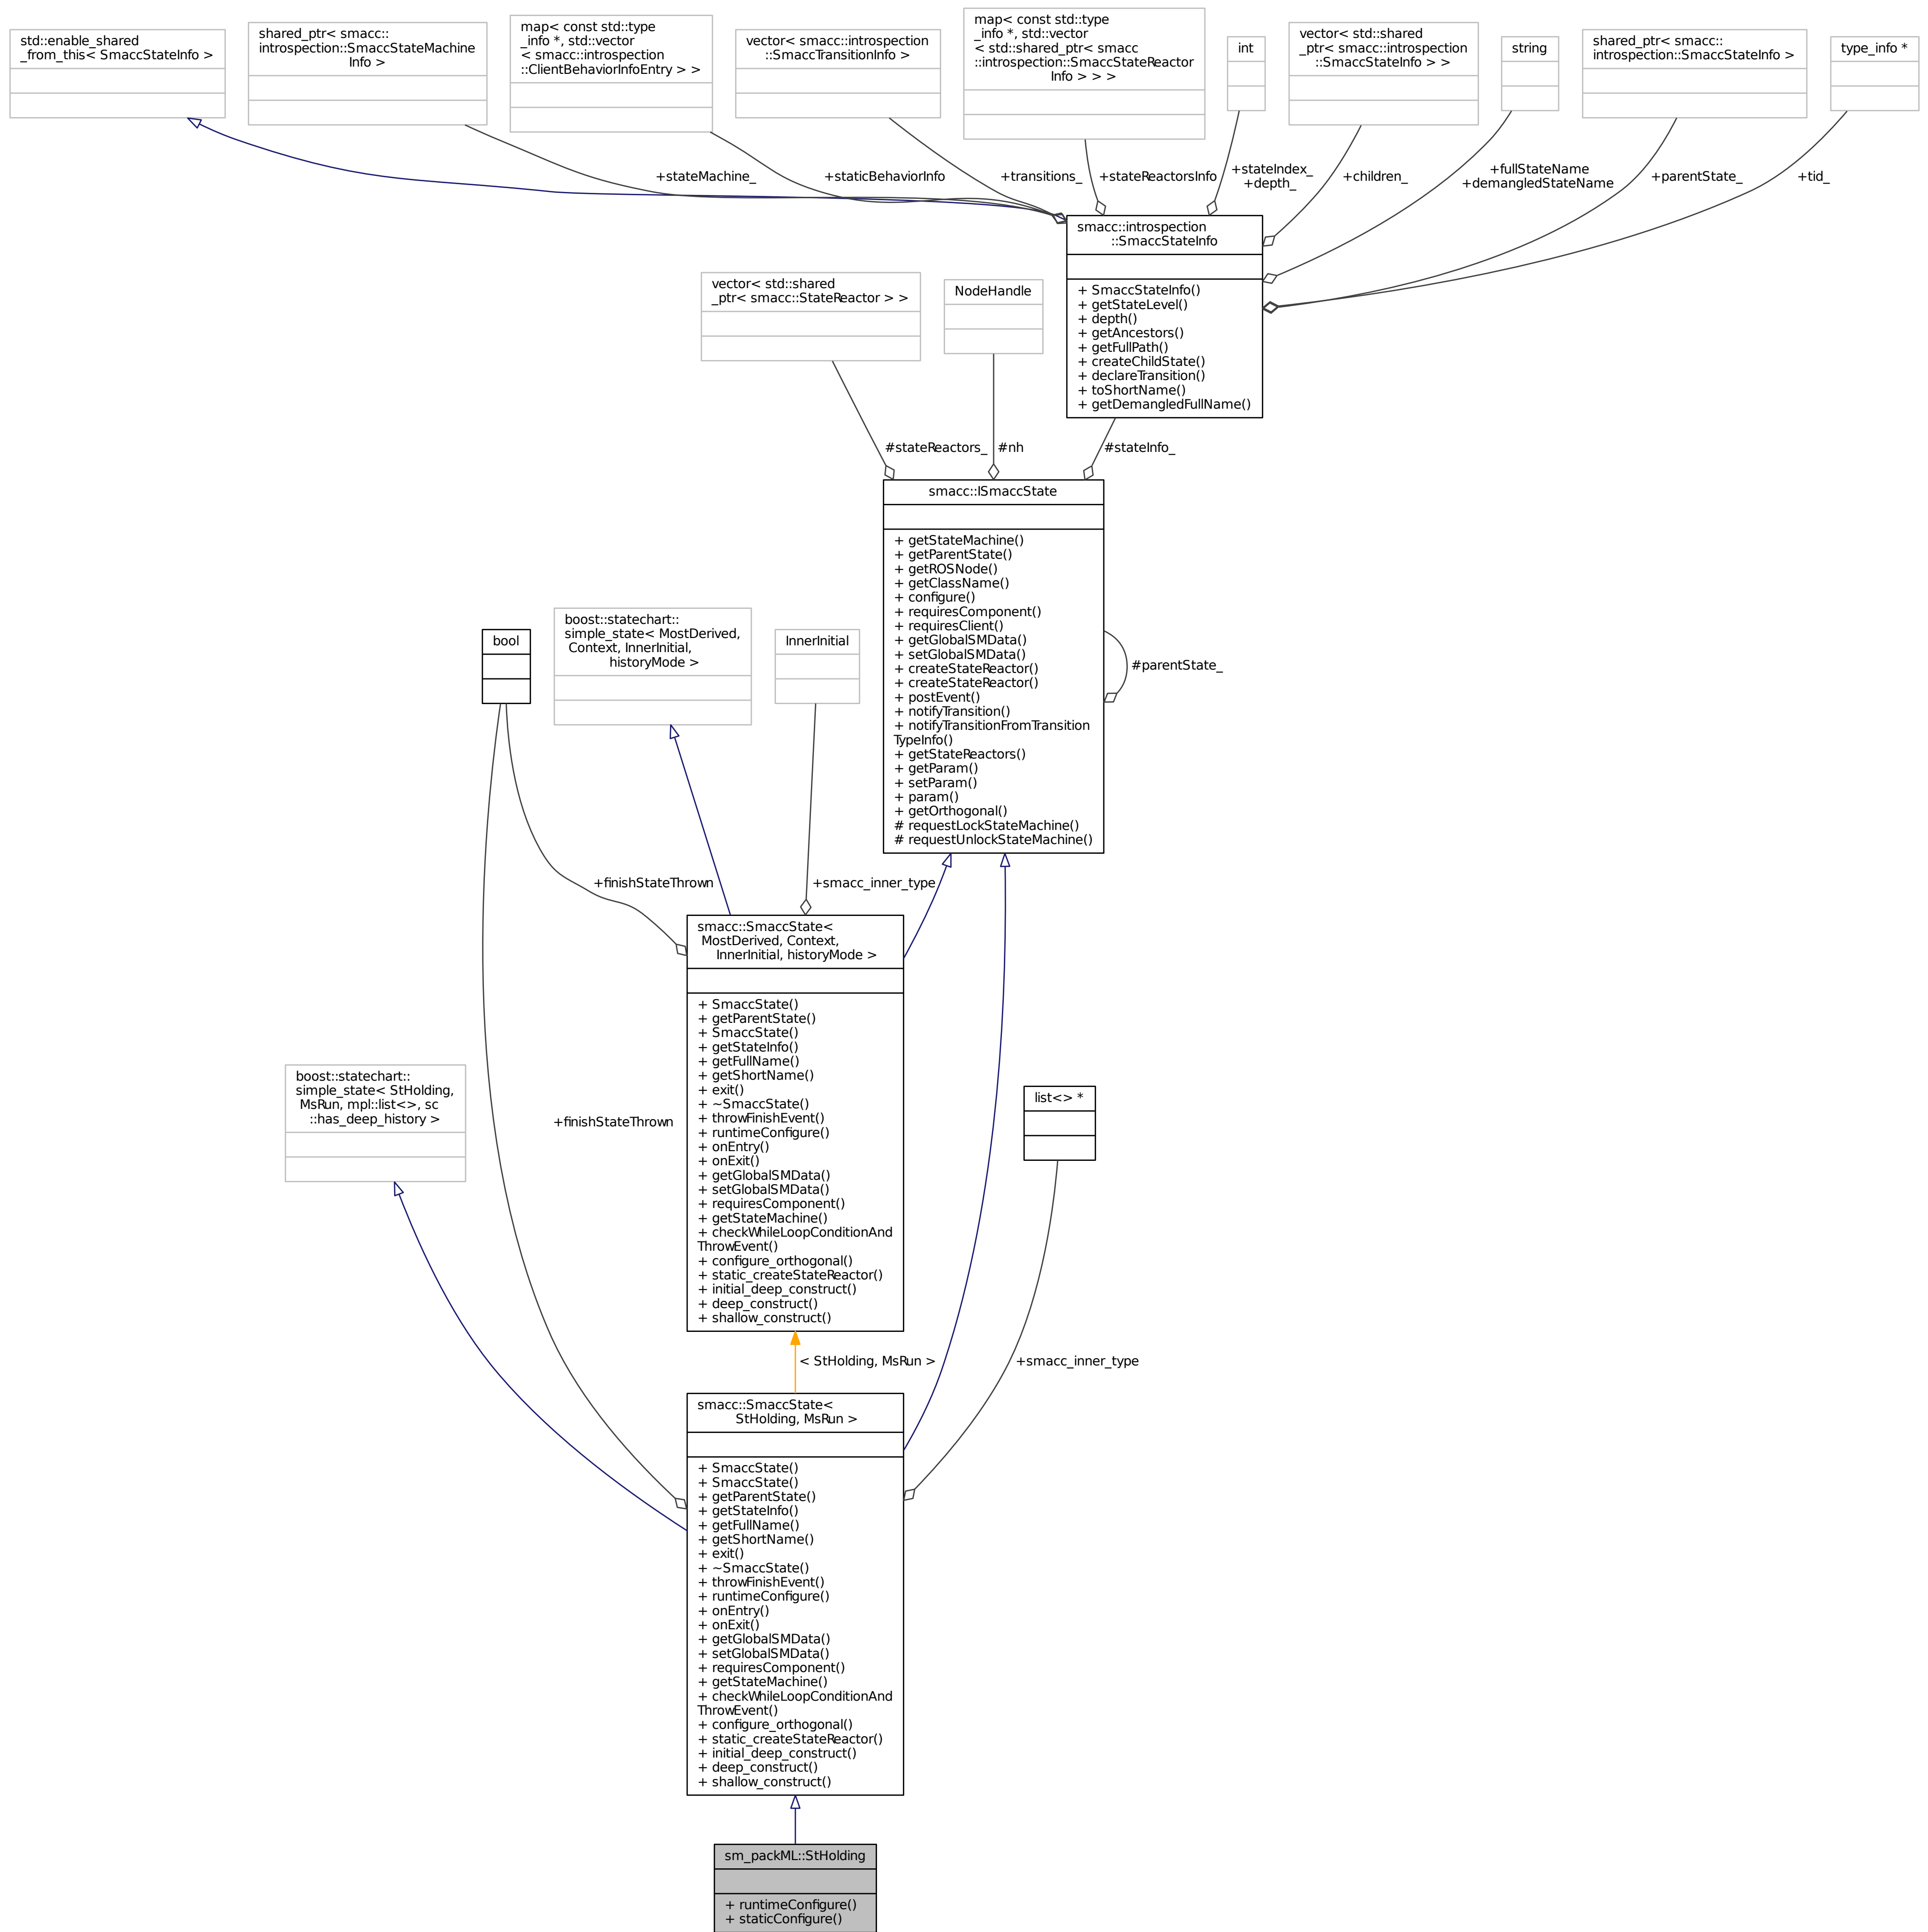 std::enable_shared
_from_this< SmaccStateInfo >
shared_ptr< smacc::
introspection::SmaccStateMachine
Info >
map< const std::type
_info *, std::vector
< smacc::introspection
::ClientBehaviorInfoEntry > >
vector< smacc::introspection
::SmaccTransitionInfo >
map< const std::type
_info *, std::vector
< std::shared_ptr< smacc
::introspection::SmaccStateReactor
Info > > >
int
vector< std::shared
_ptr< smacc::introspection
::SmaccStateInfo > >
string
shared_ptr< smacc::
introspection::SmaccStateInfo >
type_info *
+stateMachine_
+staticBehaviorInfo
+transitions_
+stateReactorsInfo
+stateIndex_
+depth_
+children_
+fullStateName
+demangledStateName
+parentState_
+tid_
smacc::introspection
::SmaccStateInfo
+ SmaccStateInfo()
+ getStateLevel()
+ depth()
+ getAncestors()
+ getFullPath()
+ createChildState()
+ declareTransition()
+ toShortName()
+ getDemangledFullName()
vector< std::shared
_ptr< smacc::StateReactor > >
NodeHandle
#stateReactors_
#nh
#stateInfo_
smacc::ISmaccState
+ getStateMachine()
+ getParentState()
+ getROSNode()
+ getClassName()
+ configure()
+ requiresComponent()
+ requiresClient()
+ getGlobalSMData()
+ setGlobalSMData()
+ createStateReactor()
+ createStateReactor()
+ postEvent()
+ notifyTransition()
+ notifyTransitionFromTransition
TypeInfo()
+ getStateReactors()
+ getParam()
+ setParam()
+ param()
+ getOrthogonal()
# requestLockStateMachine()
# requestUnlockStateMachine()
#parentState_
bool
boost::statechart::
simple_state< MostDerived,
Context, InnerInitial,
historyMode >
InnerInitial
+finishStateThrown
+smacc_inner_type
smacc::SmaccState<
MostDerived, Context,
InnerInitial, historyMode >
+ SmaccState()
+ getParentState()
+ SmaccState()
+ getStateInfo()
+ getFullName()
+ getShortName()
+ exit()
+ ~SmaccState()
+ throwFinishEvent()
+ runtimeConfigure()
+ onEntry()
+ onExit()
+ getGlobalSMData()
+ setGlobalSMData()
+ requiresComponent()
+ getStateMachine()
+ checkWhileLoopConditionAnd
ThrowEvent()
+ configure_orthogonal()
+ static_createStateReactor()
+ initial_deep_construct()
+ deep_construct()
+ shallow_construct()
boost::statechart::
simple_state< StHolding,
MsRun, mpl::list<>, sc
::has_deep_history >
+finishStateThrown
list<> *
< StHolding, MsRun >
+smacc_inner_type
smacc::SmaccState<
StHolding, MsRun >
+ SmaccState()
+ SmaccState()
+ getParentState()
+ getStateInfo()
+ getFullName()
+ getShortName()
+ exit()
+ ~SmaccState()
+ throwFinishEvent()
+ runtimeConfigure()
+ onEntry()
+ onExit()
+ getGlobalSMData()
+ setGlobalSMData()
+ requiresComponent()
+ getStateMachine()
+ checkWhileLoopConditionAnd
ThrowEvent()
+ configure_orthogonal()
+ static_createStateReactor()
+ initial_deep_construct()
+ deep_construct()
+ shallow_construct()
sm_packML::StHolding
+ runtimeConfigure()
+ staticConfigure()